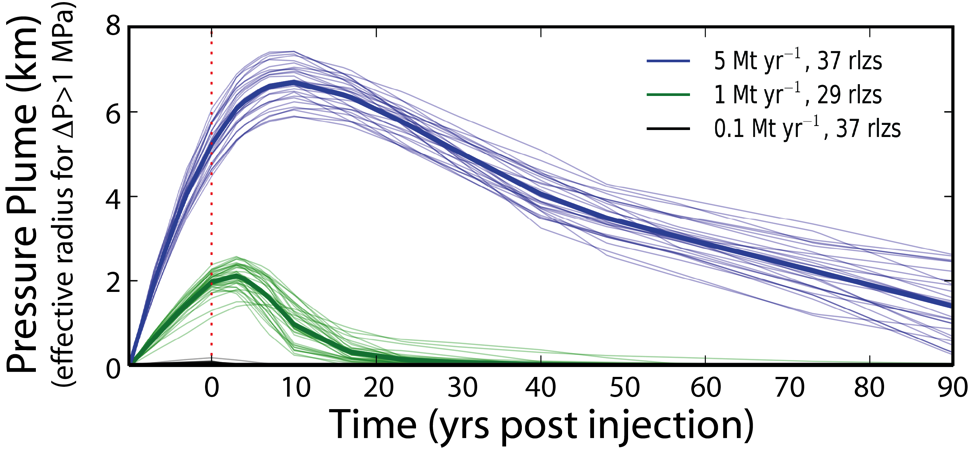 Pressure Plume (km)
(effective radius for ΔP>1 MPa)
8
6
4
2
0
5 Mt yr⁻¹, 37 rlzs
1 Mt yr⁻¹, 29 rlzs
0.1 Mt yr⁻¹, 37 rlzs
0 10 20 30 40 50 60 70 80 90
Time (yrs post injection)